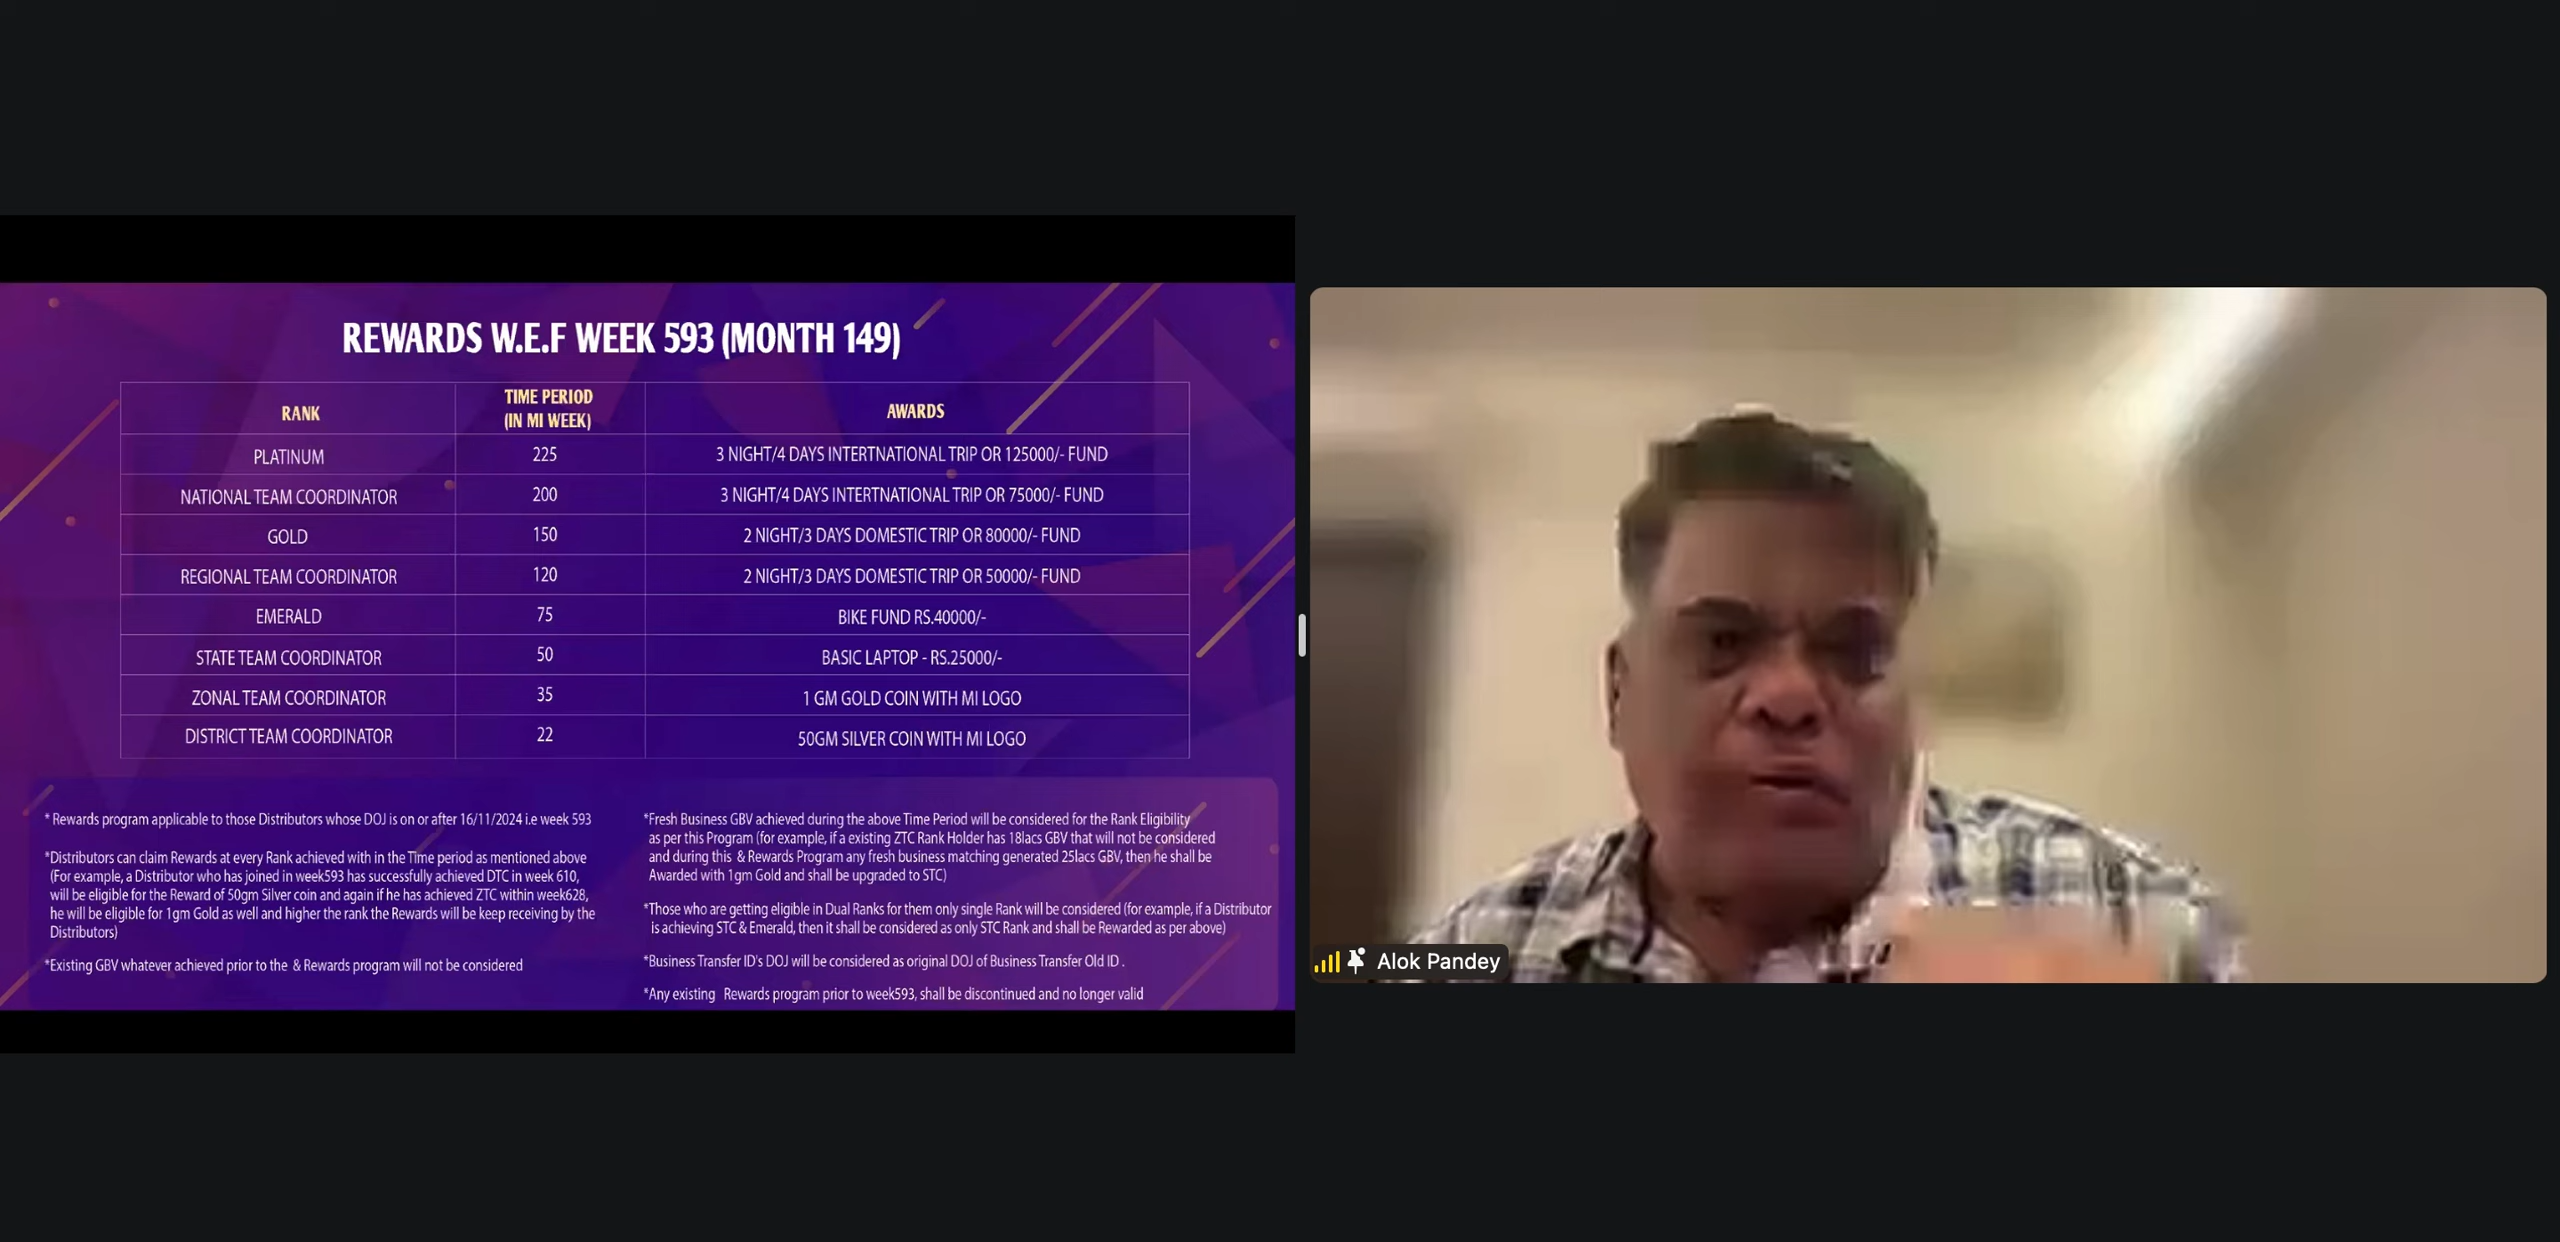 REWARDS W.E.F WEEK 593 (MONTH 149)
RANK TIME PERIOD (IN MI WEEK) AWARDS
PLATINUM 225 3 NIGHT/4 DAYS INTERTNATIONAL TRIP OR 125000/- FUND
NATIONAL TEAM COORDINATOR 200 3 NIGHT/4 DAYS INTERTNATIONAL TRIP OR 75000/- FUND
GOLD 150 2 NIGHT/3 DAYS DOMESTIC TRIP OR 80000/- FUND
REGIONAL TEAM COORDINATOR 120 2 NIGHT/3 DAYS DOMESTIC TRIP OR 50000/- FUND
EMERALD 75 BIKE FUND RS.40000/-
STATE TEAM COORDINATOR 50 BASIC LAPTOP - RS.25000/-
ZONAL TEAM COORDINATOR 35 1 GM GOLD COIN WITH MI LOGO
DISTRICT TEAM COORDINATOR 22 50GM SILVER COIN WITH MI LOGO
* Rewards program applicable to those Distributors whose DOJ is on or after 16/11/2024 i.e week 593
*Distributors can claim Rewards at every Rank achieved with in the Time period as mentioned above
(For example, a Distributor who has joined in week593 has successfully achieved DTC in week 610,
will be eligible for the Reward of 50gm Silver coin and again if he has achieved ZTC within week628,
he will be eligible for 1gm Gold as well and higher the rank the Rewards will be keep receiving by the
Distributors)
*Existing GBV whatever achieved prior to the & Rewards program will not be considered
*Fresh Business GBV achieved during the above Time Period will be considered for the Rank Eligibility
as per this Program (for example, if a existing ZTC Rank Holder has 18lacs GBV that will not be considered
and during this & Rewards Program any fresh business matching generated 25lacs GBV, then he shall be
Awarded with 1gm Gold and shall be upgraded to STC)
*Those who are getting eligible in Dual Ranks for them only single Rank will be considered (for example, if a Distributor
is achieving STC & Emerald, then it shall be considered as only STC Rank and shall be Rewarded as per above)
*Business Transfer ID's DOJ will be considered as original DOJ of Business Transfer Old ID .
*Any existing Rewards program prior to week593, shall be discontinued and no longer valid
Alok Pandey